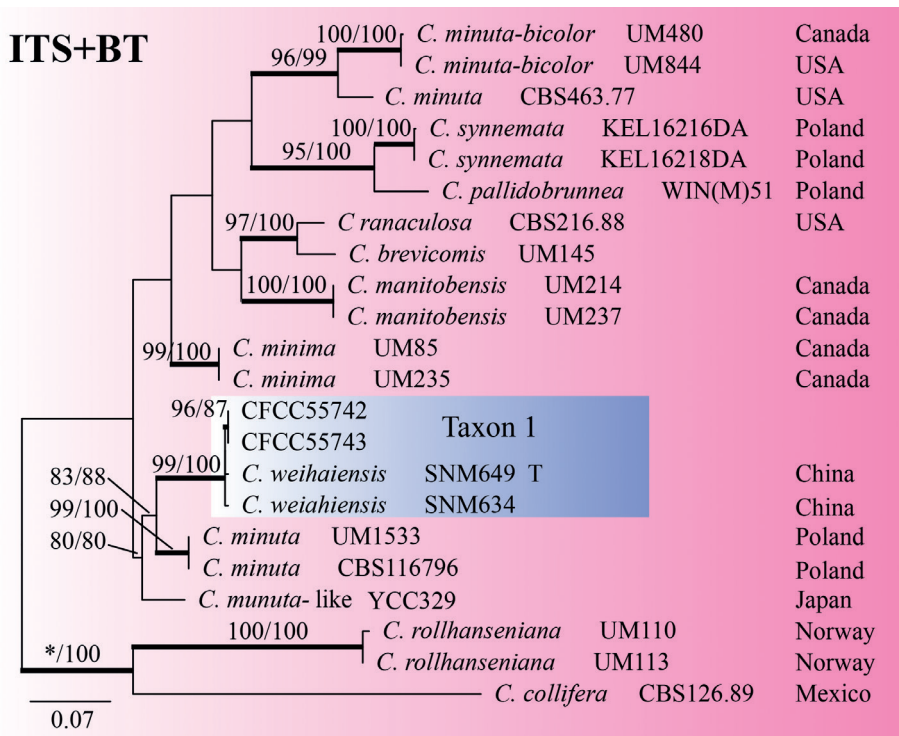 ITS+BT
100/100 C. minuta-bicolor UM480 Canada
96/99 C. minuta-bicolor UM844 USA
C. minuta CBS463.77 USA
100/100 C. synnemata KEL16216DA Poland
95/100 C. synnemata KEL16218DA Poland
C. pallidobrunnea WIN(M)51 Poland
97/100 C ranaculosa CBS216.88 USA
C. brevicomis UM145
100/100 C. manitobensis UM214 Canada
C. manitobensis UM237 Canada
99/100 C. minima UM85 Canada
C. minima UM235 Canada
96/87 CFCC55742
CFCC55743 Taxon 1
99/100 C. weihaiensis SNM649 T China
83/88
C. weiahiensis SNM634 China
99/100
C. minuta UM1533 Poland
80/80
C. minuta CBS116796 Poland
C. munuta- like YCC329 Japan
100/100 C. rollhanseniana UM110 Norway
*/100 C. rollhanseniana UM113 Norway
C. collifera CBS126.89 Mexico
0.07